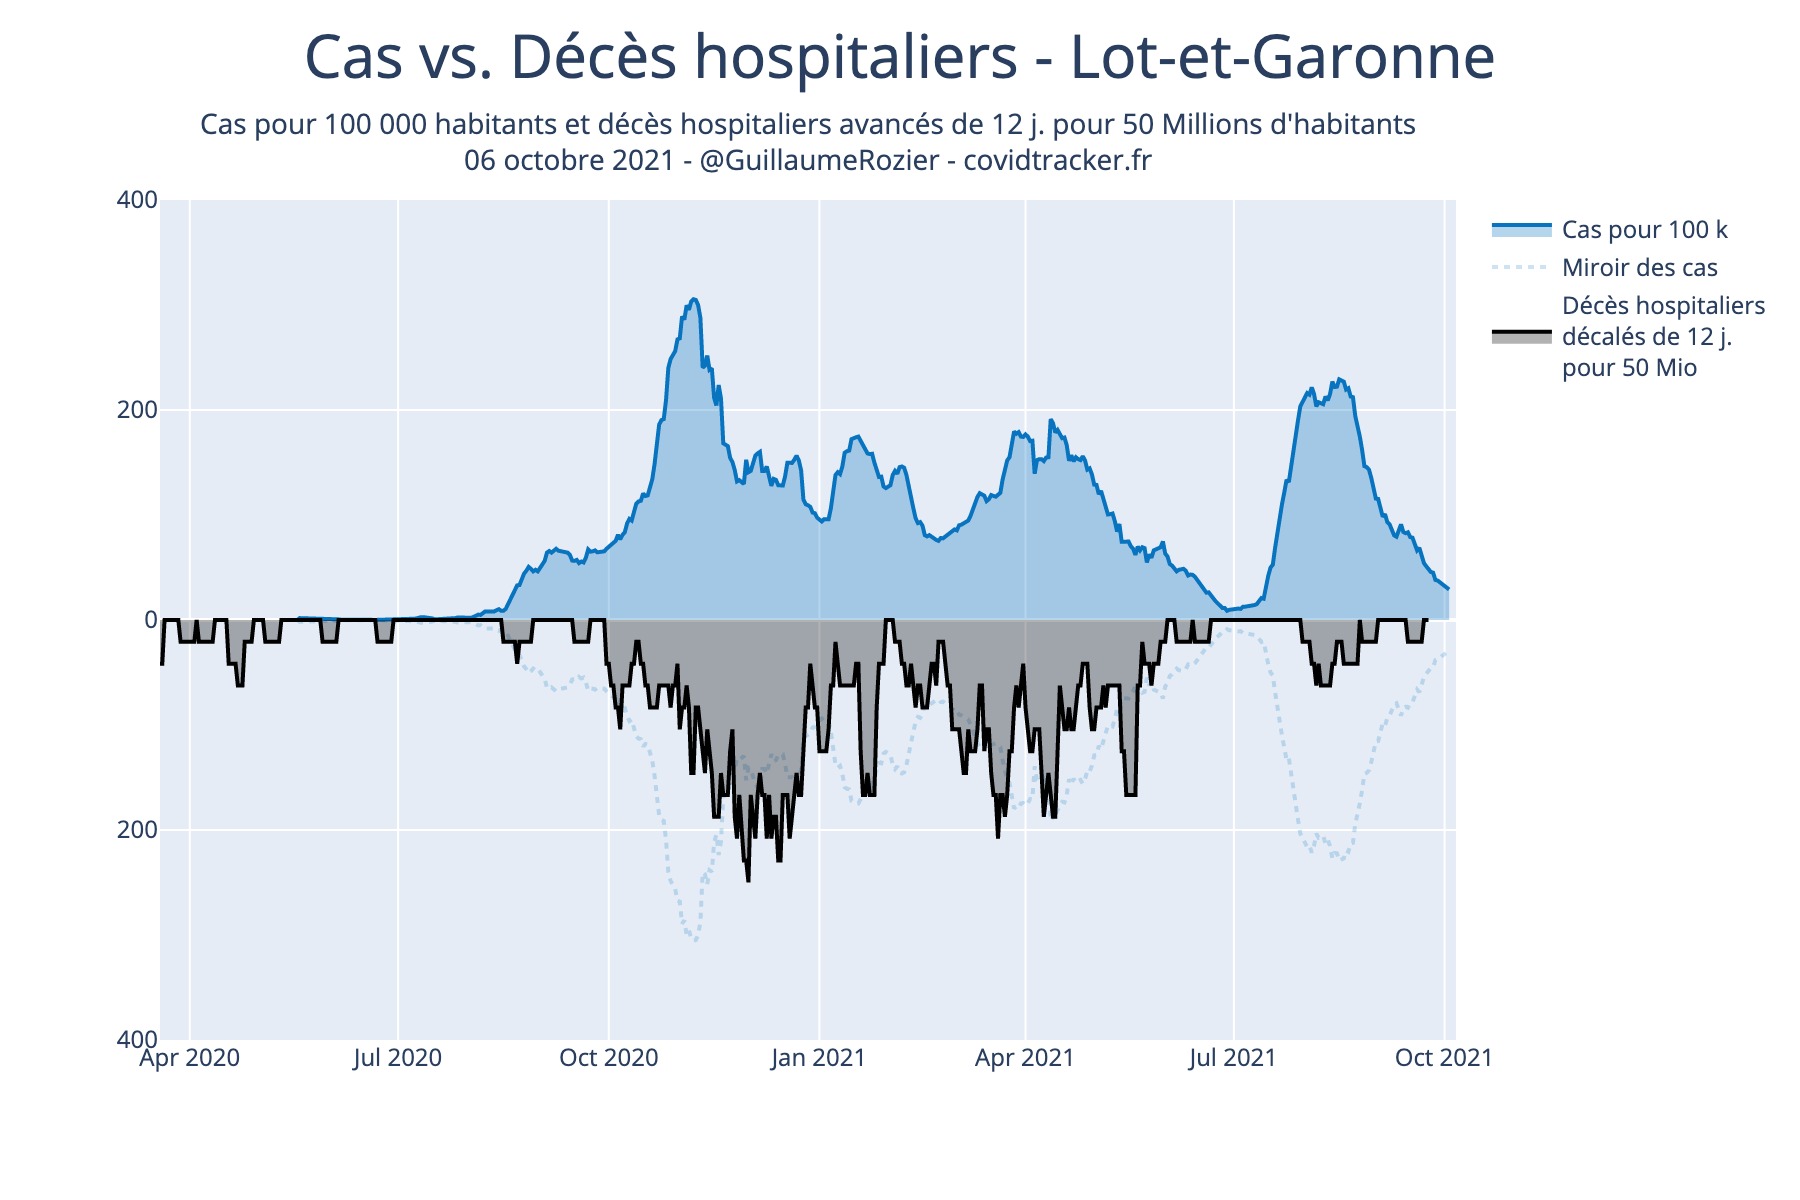 Cas vs. Décès hospitaliers - Lot-et-Garonne
Cas pour 100 000 habitants et décès hospitaliers avancés de 12 j. pour 50 Millions d'habitants
06 octobre 2021 - @GuillaumeRozier - covidtracker.fr
400
200
0
200
400
Apr 2020
Jul 2020
Oct 2020
Jan 2021
Apr 2021
Jul 2021
Oct 2021
Cas pour 100 k
Miroir des cas
Décès hospitaliers
décalés de 12 j.
pour 50 Mio